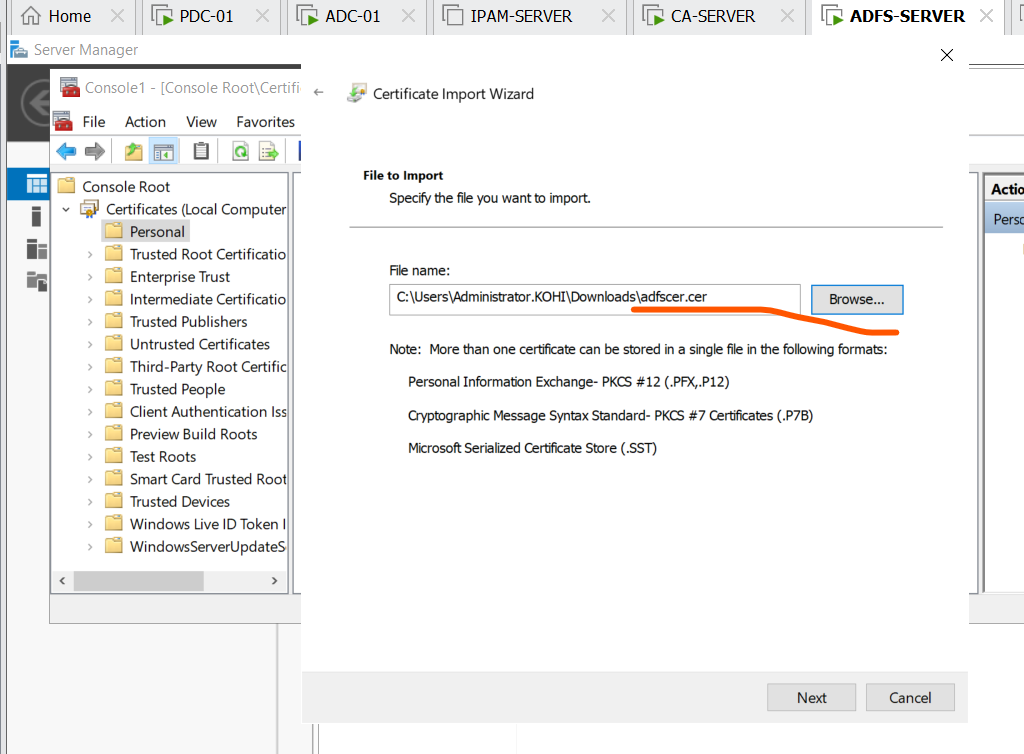 Home
PDC-01
ADC-01
IPAM-SERVER
CA-SERVER
ADFS-SERVER
Server Manager
Console1 - [Console Root\Certifi
File Action View Favorites
Console Root
Certificates (Local Computer
Personal
Trusted Root Certificatio
Enterprise Trust
Intermediate Certificatio
Trusted Publishers
Untrusted Certificates
Third-Party Root Certific
Trusted People
Client Authentication Iss
Preview Build Roots
Test Roots
Smart Card Trusted Root
Trusted Devices
Windows Live ID Token I
WindowsServerUpdateS
Certificate Import Wizard
File to Import
Specify the file you want to import.
File name:
C:\Users\Administrator.KOHI\Downloads\adfscer.cer
Browse...
Note: More than one certificate can be stored in a single file in the following formats:
Personal Information Exchange- PKCS #12 (.PFX,.P12)
Cryptographic Message Syntax Standard- PKCS #7 Certificates (.P7B)
Microsoft Serialized Certificate Store (.SST)
Next
Cancel
Actio
Perso